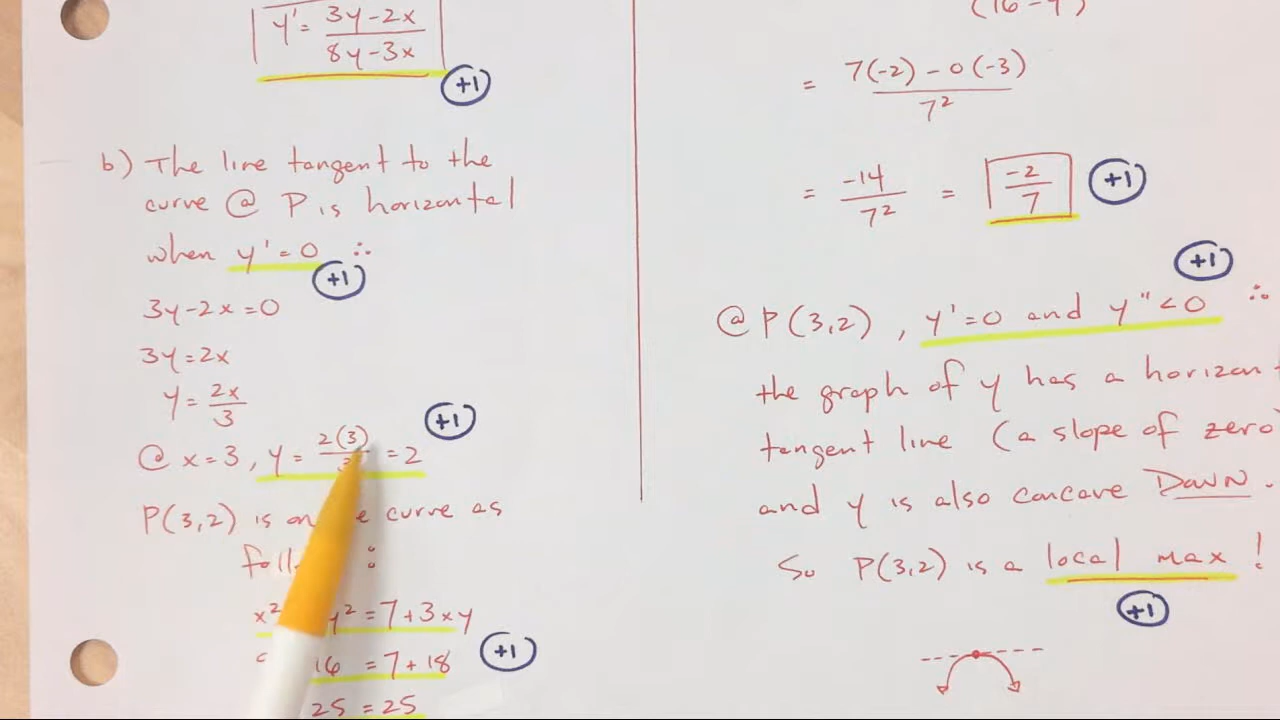 y' = 3y-2x / 8y-3x
+1
b) The line tangent to the
curve @ P is horizontal
when y' = 0 ∴
+1
3y-2x=0
3y=2x
y= 2x/3
@ x=3, y= 2(3)/ =2
+1
P(3,2) is on curve as
x² y² = 7+3xy
16 = 7+18
+1
25 = 25
= 7(-2) - 0(-3) / 7²
= -14/7² = -2/7
+1
+1
@ P(3,2), y'=0 and y"<0 ∴
the graph of y has a horizont
tangent line (a slope of zero)
and y is also concave DOWN.
So P(3,2) is a local max!
+1